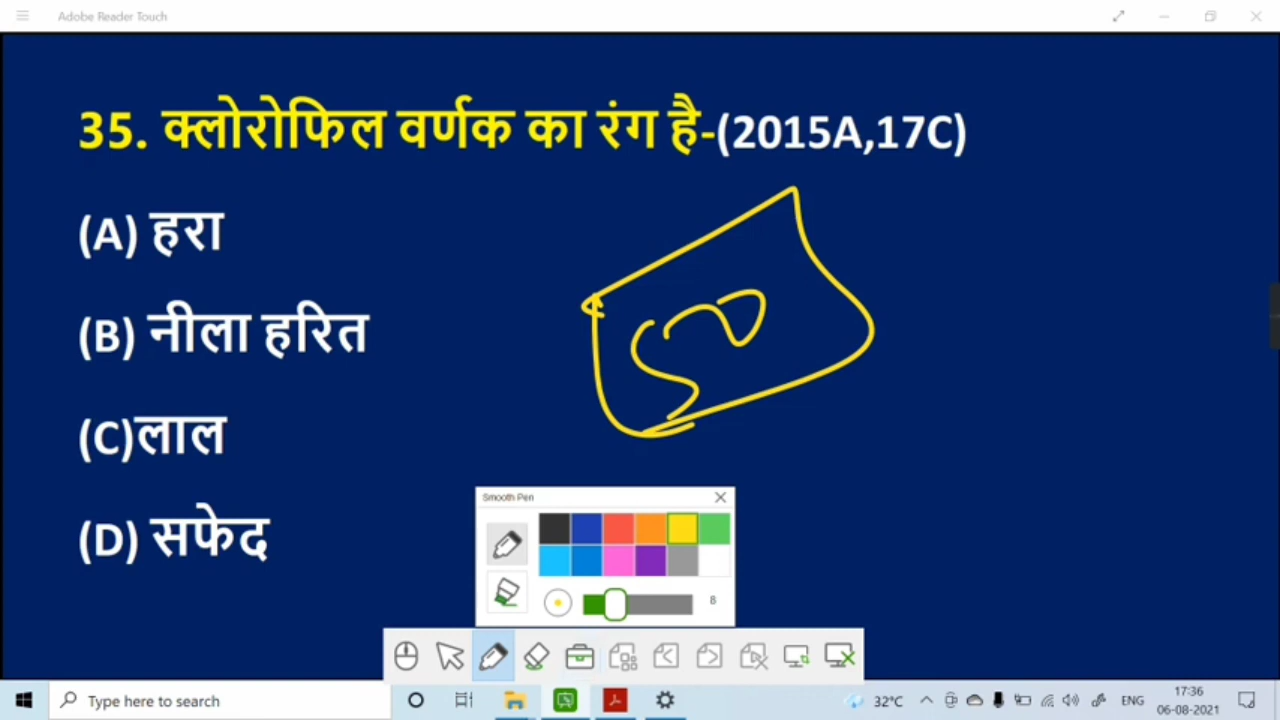 Adobe Reader Touch
35. क्लोरोफिल वर्णक का रंग है-(2015A,17C)
(A) हरा
(B) नीला हरित
(C)लाल
(D) सफेद
Smooth Pen
8
Type here to search
32°C
ENG
17:36
06-08-2021